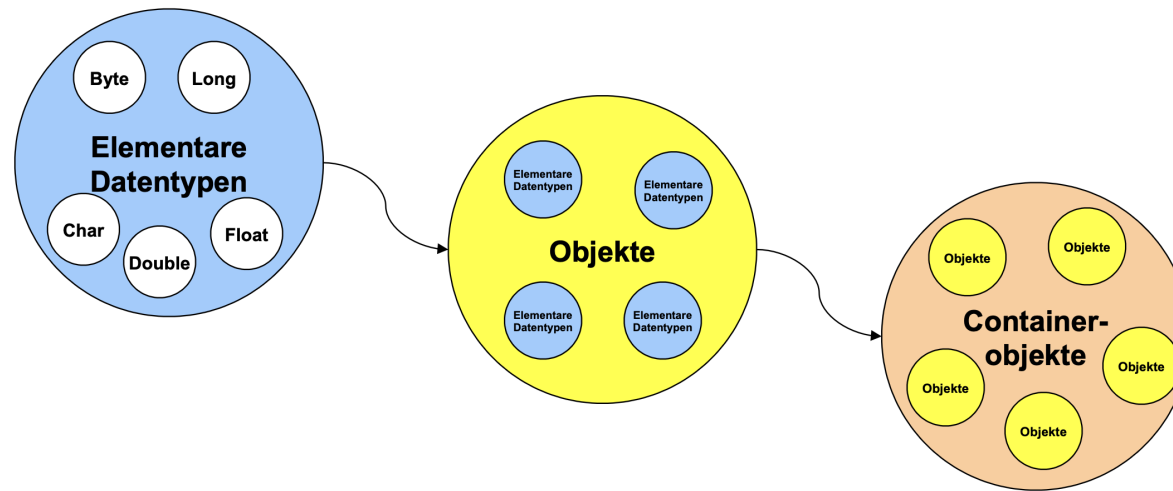 Byte
Long
Elementare
Datentypen
Char
Double
Float
Elementare
Datentypen
Elementare
Datentypen
Objekte
Elementare
Datentypen
Elementare
Datentypen
Objekte
Objekte
Container-
objekte
Objekte
Objekte
Objekte